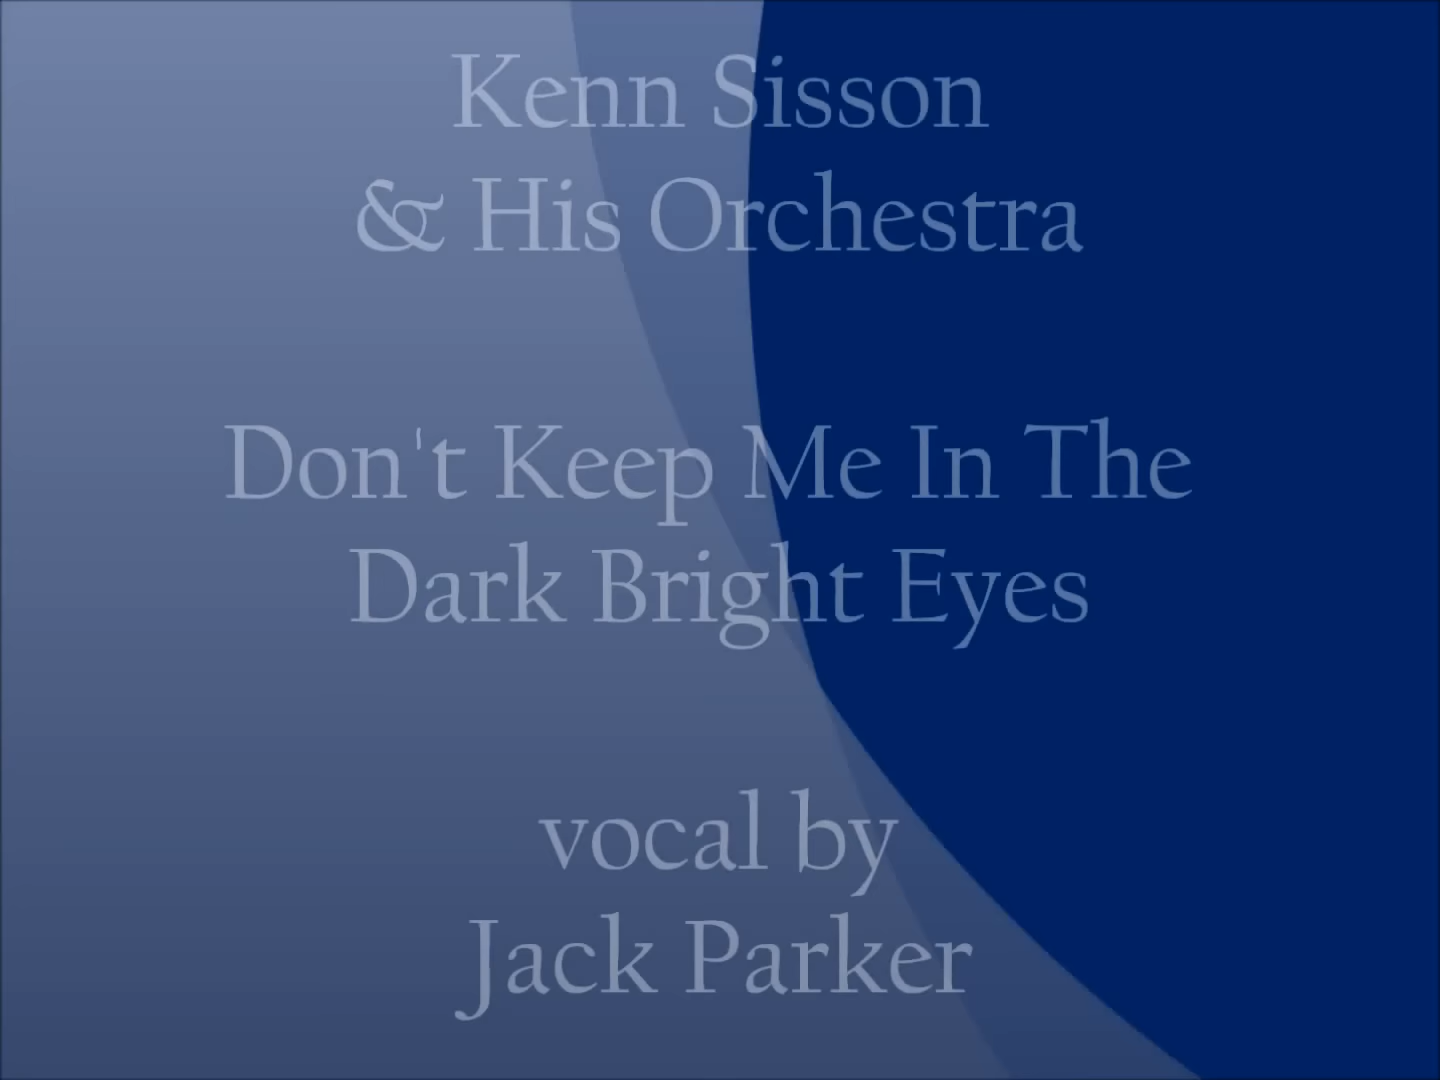 Kenn Sisson
& His Orchestra
Don't Keep Me In The
Dark Bright Eyes
vocal by
Jack Parker